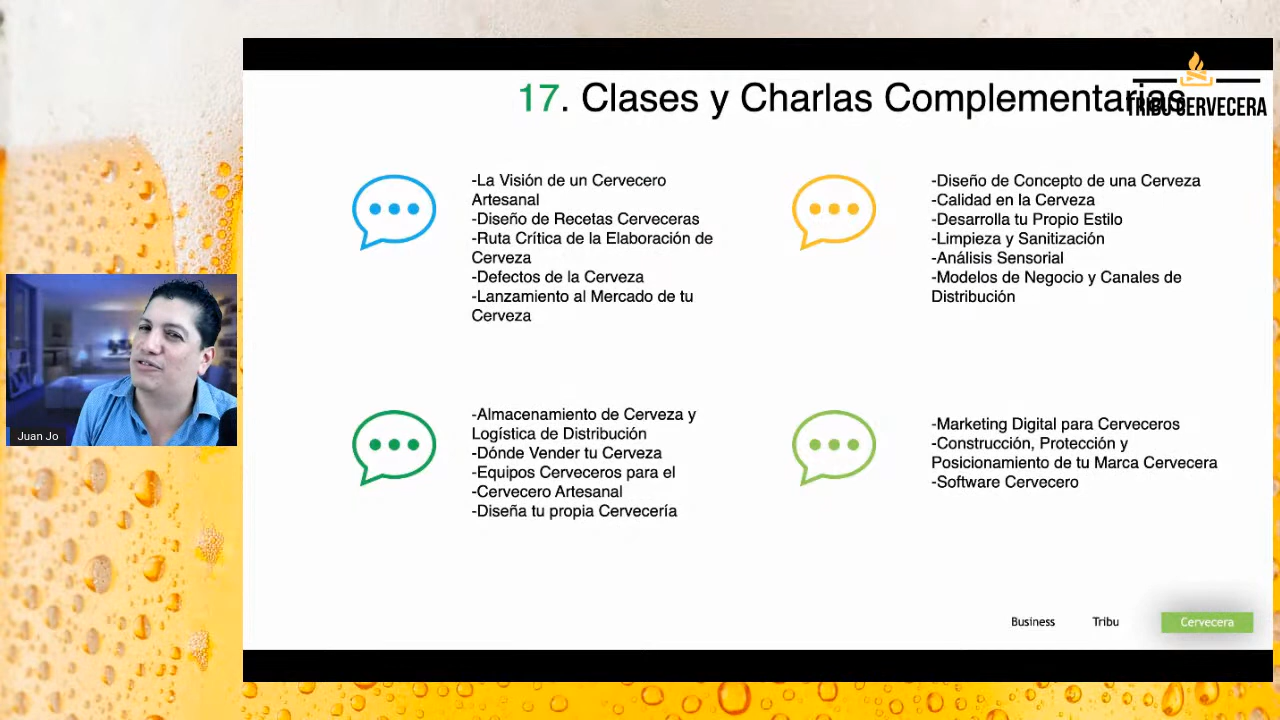 17. Clases y Charlas Complementarias
TRIBU CERVECERA
-La Visión de un Cervecero
Artesanal
-Diseño de Recetas Cerveceras
-Ruta Crítica de la Elaboración de
Cerveza
-Defectos de la Cerveza
-Lanzamiento al Mercado de tu
Cerveza
-Diseño de Concepto de una Cerveza
-Calidad en la Cerveza
-Desarrolla tu Propio Estilo
-Limpieza y Sanitización
-Análisis Sensorial
-Modelos de Negocio y Canales de
Distribución
Juan Jo
-Almacenamiento de Cerveza y
Logística de Distribución
-Dónde Vender tu Cerveza
-Equipos Cerveceros para el
-Cervecero Artesanal
-Diseña tu propia Cervecería
-Marketing Digital para Cerveceros
-Construcción, Protección y
Posicionamiento de tu Marca Cervecera
-Software Cervecero
Business Tribu Cervecera